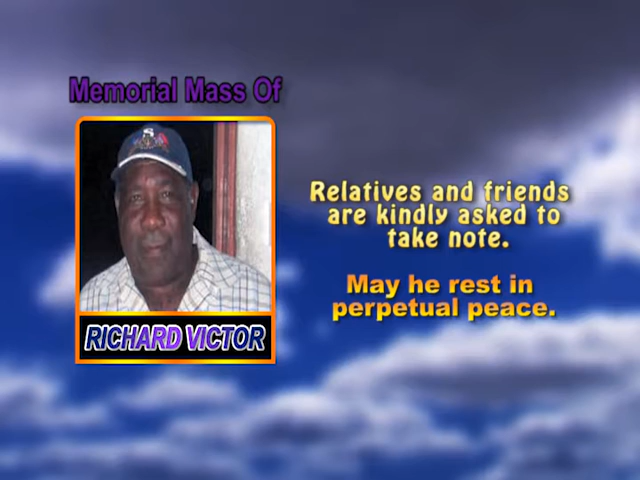 Memorial Mass Of
RICHARD VICTOR
Relatives and friends
are kindly asked to
take note.
May he rest in
perpetual peace.